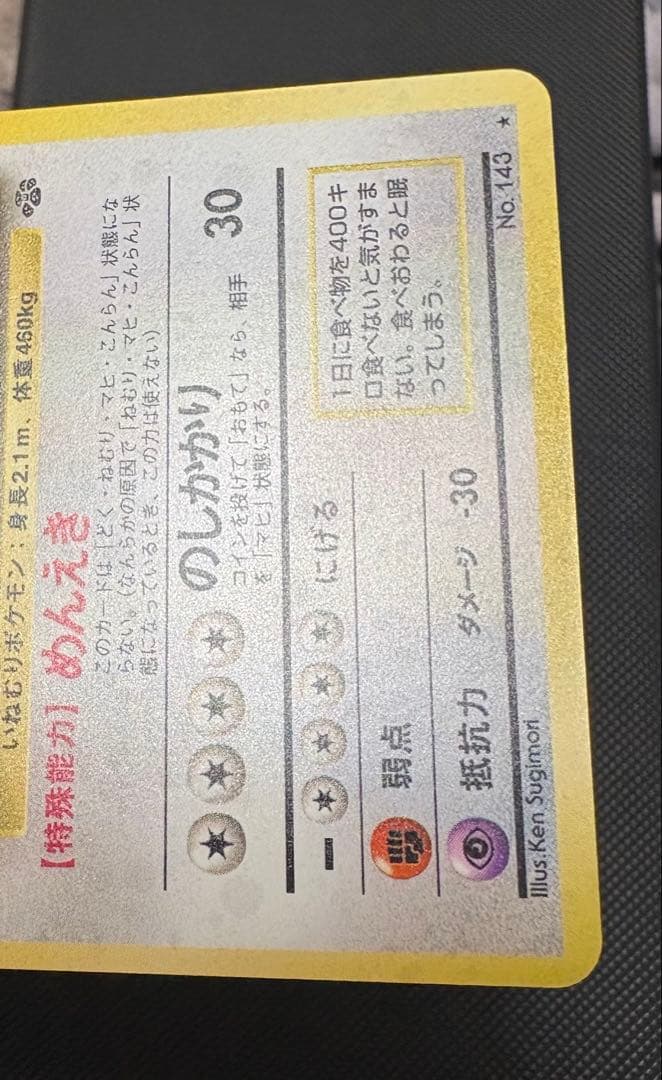 いねむりポケモン：身長2.1m、体重460kg
【特殊能力】めんえき
このカードは「どく・ねむり・マヒ・こんらん」状態にな
らない。（なんらかの原因で「ねむり・マヒ・こんらん」状
態になっているとき、この力は使えない）
のしかかり 30
コインを投げて「おもて」なら、相手
を「マヒ」状態にする。
にげる
弱点
抵抗力 ダメージ -30
1日に食べ物を400キ
ロ食べないと気がすま
ない。食べおわると眠
ってしまう。
Illus.Ken Sugimori
No.143 ★